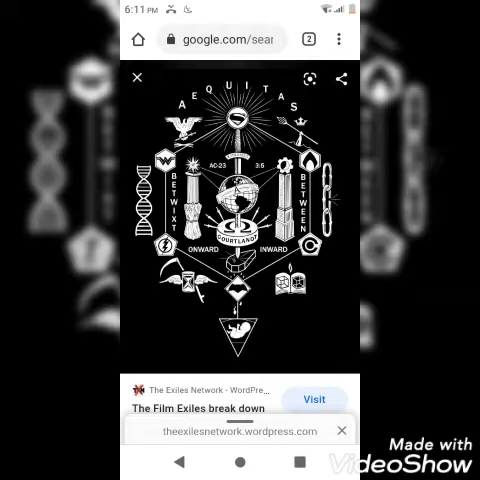 6:11 PM
google.com/sear
2
AEQUITAS
AC-23 3:5
BETWIXT
BETWEEN
COURTLAND
ONWARD INWARD
The Exiles Network - WordPre...
The Film Exiles break down
Visit
theexilesnetwork.wordpress.com
Made with
VideoShow